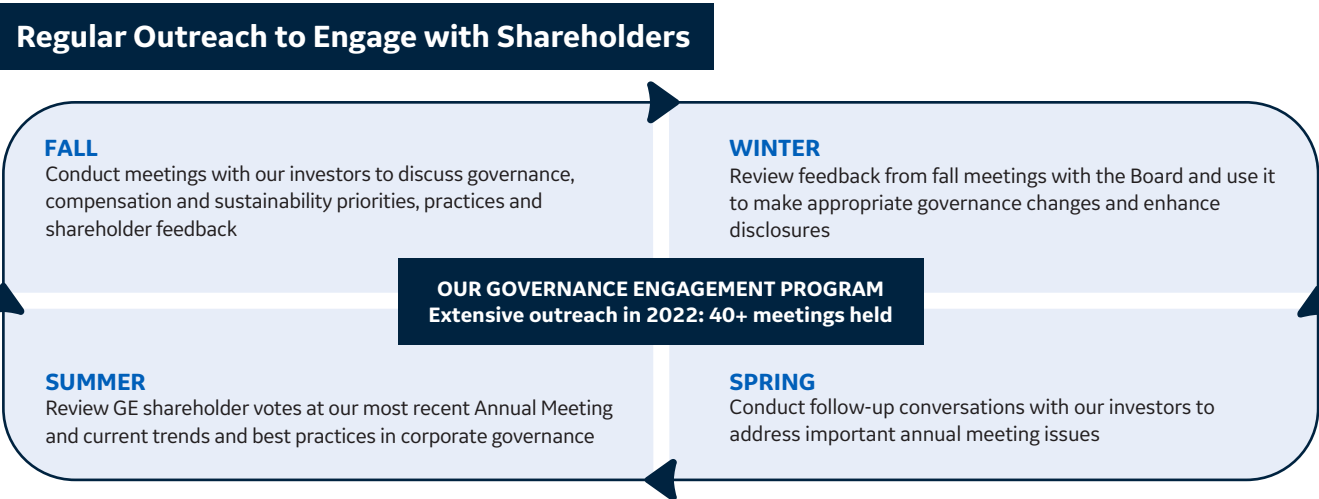 Regular Outreach to Engage with Shareholders
FALL
Conduct meetings with our investors to discuss governance,
compensation and sustainability priorities, practices and
shareholder feedback
WINTER
Review feedback from fall meetings with the Board and use it
to make appropriate governance changes and enhance
disclosures
OUR GOVERNANCE ENGAGEMENT PROGRAM
Extensive outreach in 2022: 40+ meetings held
SUMMER
Review GE shareholder votes at our most recent Annual Meeting
and current trends and best practices in corporate governance
SPRING
Conduct follow-up conversations with our investors to
address important annual meeting issues